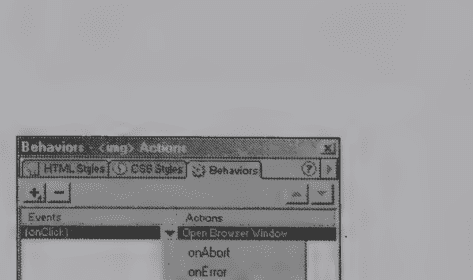 Behaviors - <img> Actions
HTML Styles CSS Styles Behaviors
Events Actions
(onClick) Open Browser Window
onAbort
onError